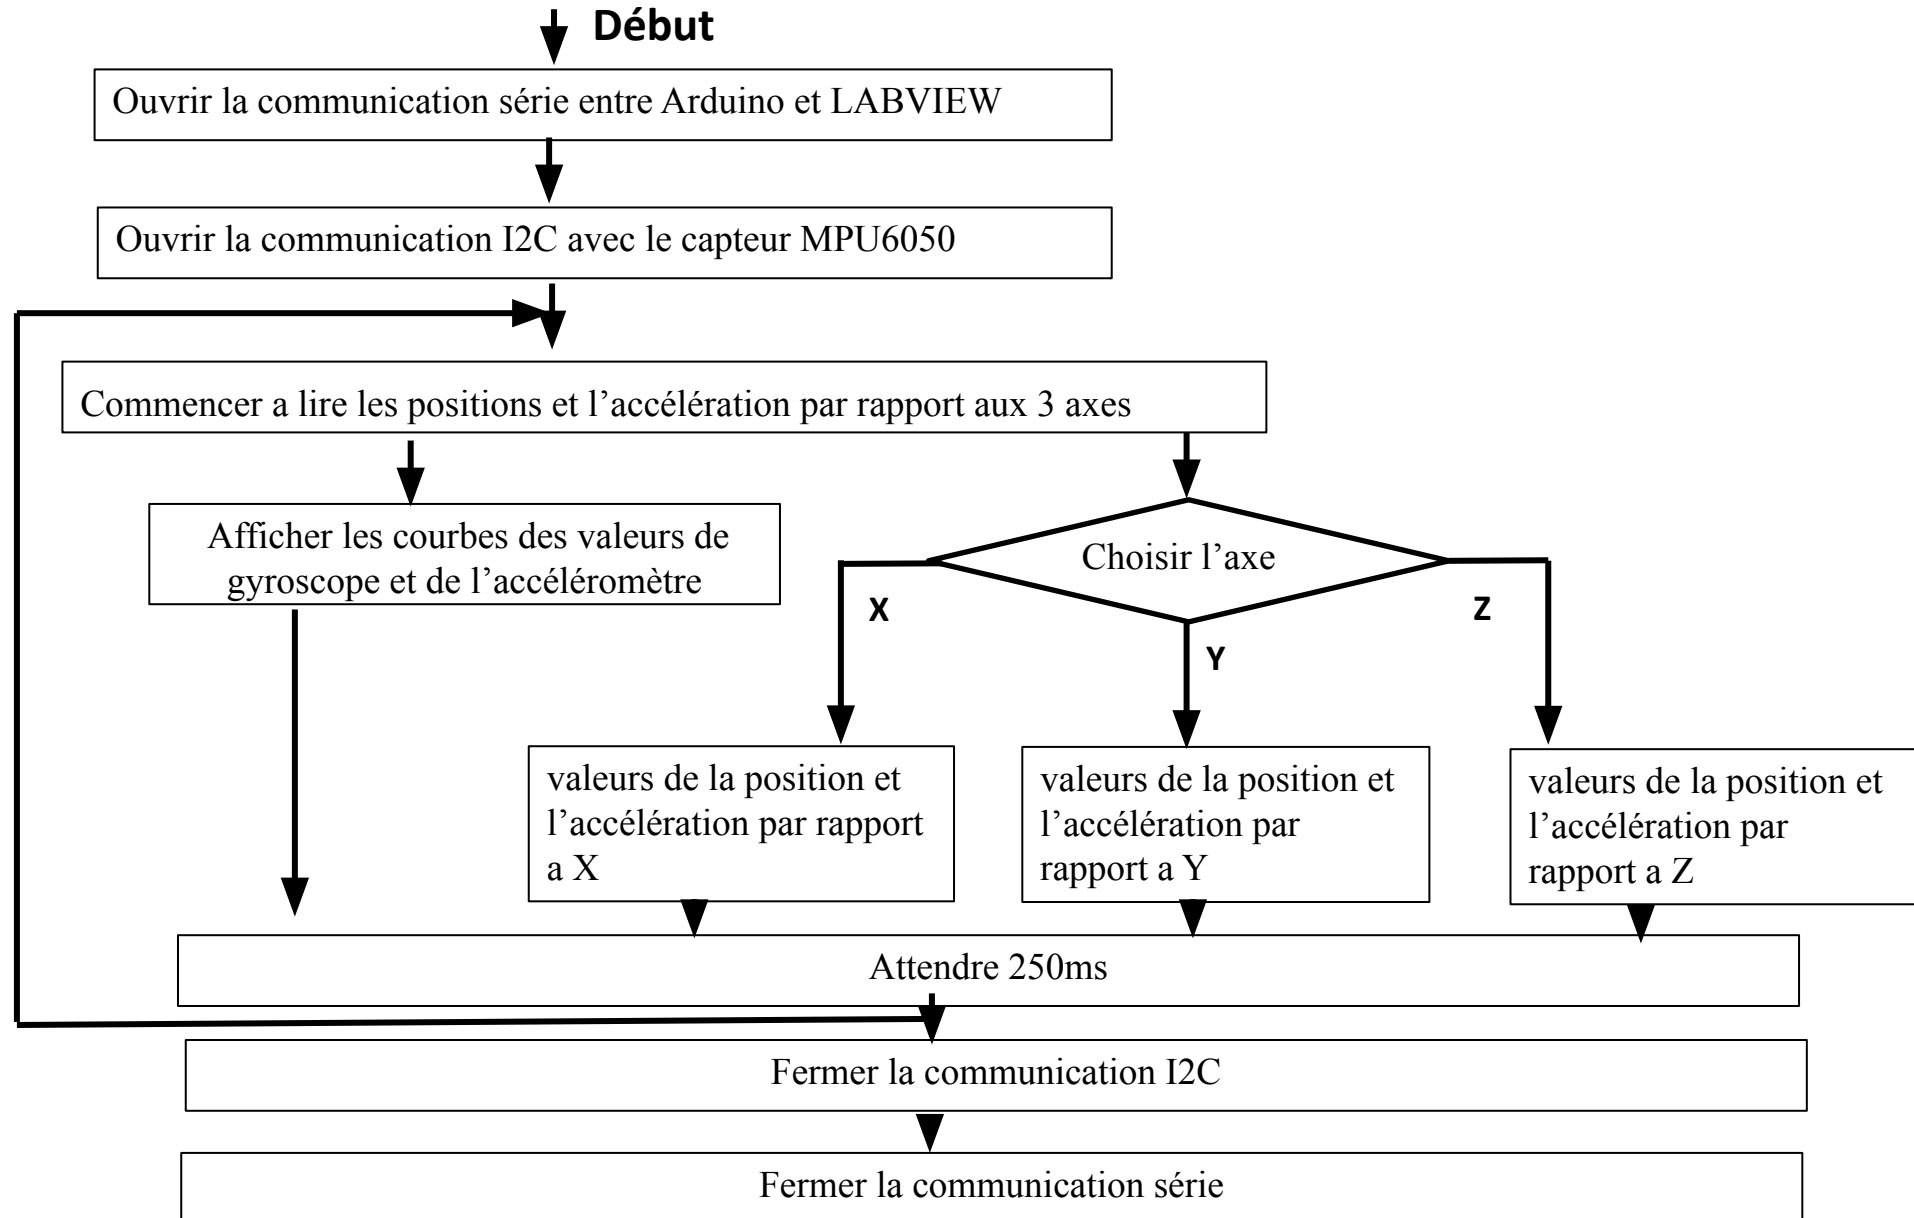 Début
Ouvrir la communication série entre Arduino et LABVIEW
Ouvrir la communication I2C avec le capteur MPU6050
Commencer a lire les positions et l’accélération par rapport aux 3 axes
Afficher les courbes des valeurs de
gyroscope et de l’accéléromètre
Choisir l’axe
X
Y
Z
valeurs de la position et
l’accélération par rapport
a X
valeurs de la position et
l’accélération par
rapport a Y
valeurs de la position et
l’accélération par
rapport a Z
Attendre 250ms
Fermer la communication I2C
Fermer la communication série